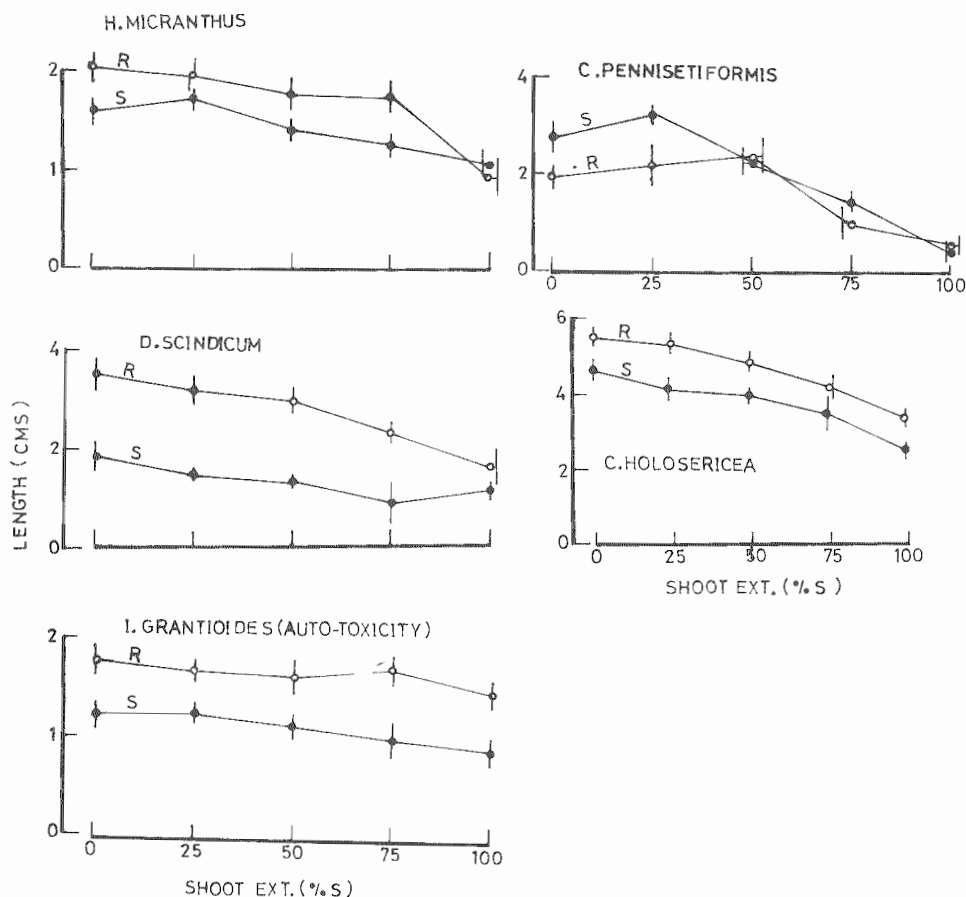 H.MICRANTHUS
2
1
0
R
S
C.PENNISETIFORMIS
4
2
0
S
R
0 25 50 75 100
D.SCINDICUM
4
2
0
R
S
LENGTH (CMS)
6
4
2
0
R
S
C.HOLOSERICEA
0 25 50 75 100
SHOOT EXT. (%S)
I.GRANTIOIDES (AUTO-TOXICITY)
2
1
0
R
S
0 25 50 75 100
SHOOT EXT. (%S)